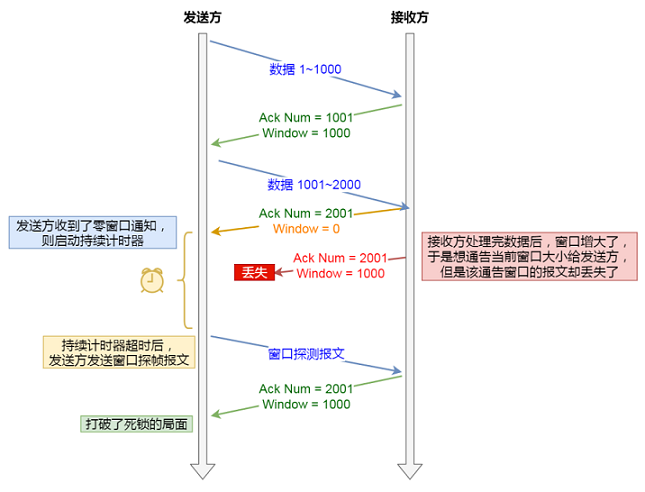 发送方
接收方
数据 1~1000
Ack Num = 1001
Window = 1000
数据 1001~2000
Ack Num = 2001
Window = 0
发送方收到了零窗口通知，
则启动持续计时器
接收方处理完数据后，窗口增大了，
于是想通告当前窗口大小给发送方，
但是该通告窗口的报文却丢失了
Ack Num = 2001
Window = 1000
丢失
持续计时器超时后，
发送方发送窗口探帧报文
窗口探测报文
Ack Num = 2001
Window = 1000
打破了死锁的局面